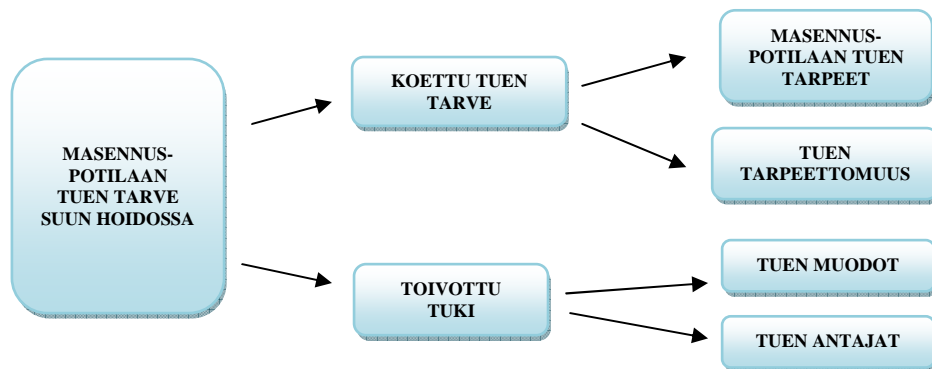 MASENNUS-
POTILAAN
TUEN TARVE
SUUN HOIDOSSA
KOETTU TUEN
TARVE
MASENNUS-
POTILAAN TUEN
TARPEET
TUEN
TARPEETTOMUUS
TOIVOTTU
TUKI
TUEN MUODOT
TUEN ANTAJAT